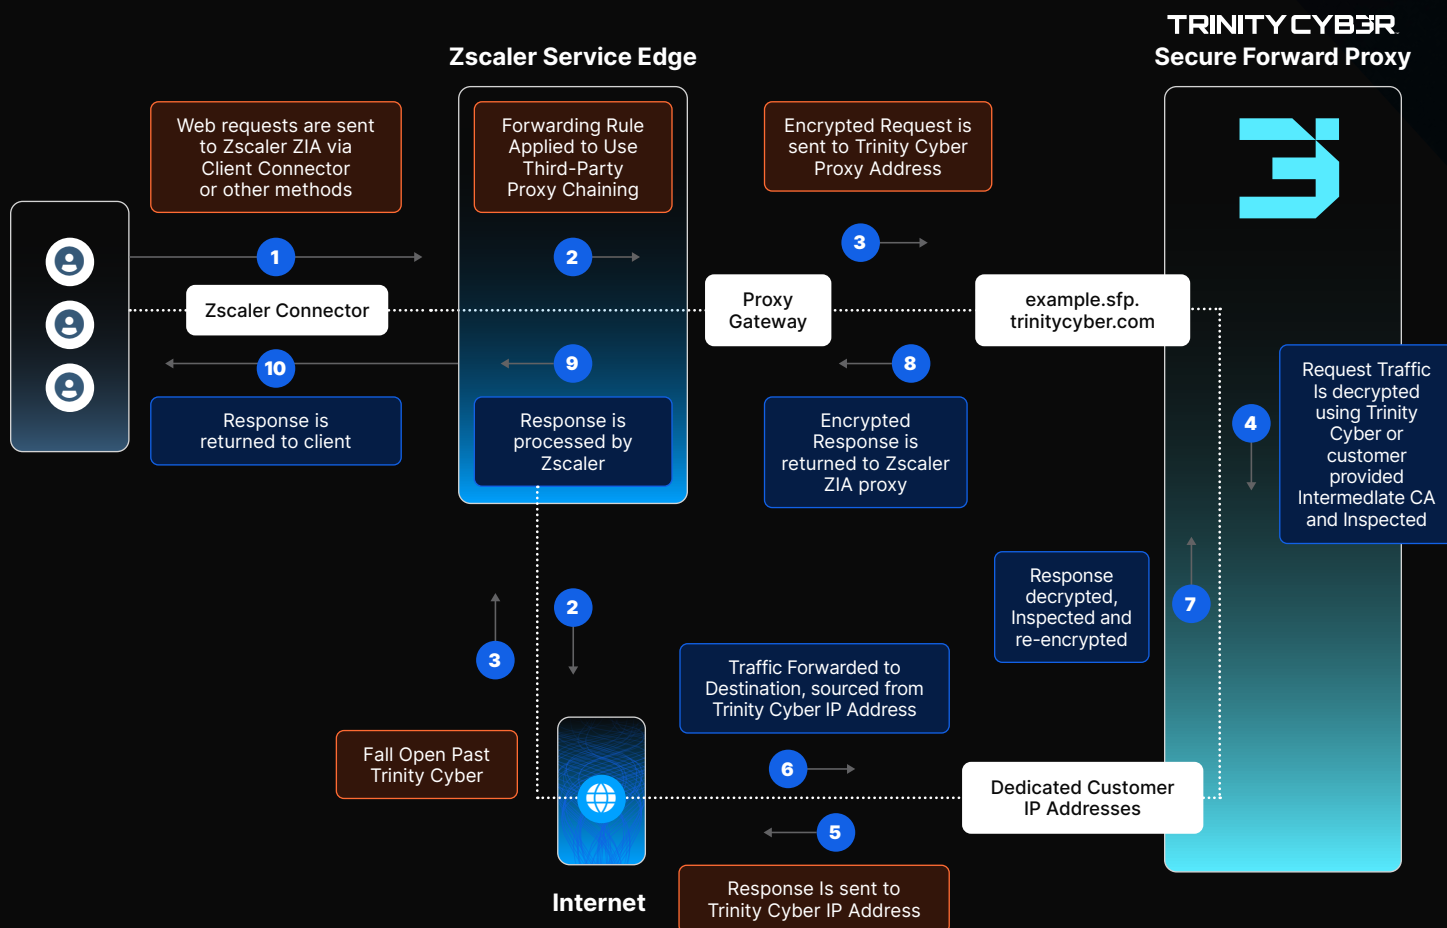 TRINITYCYB3R
Zscaler Service Edge
Secure Forward Proxy
Web requests are sent
to Zscaler ZIA via
Client Connector
or other methods
Forwarding Rule
Applied to Use
Third-Party
Proxy Chaining
Encrypted Request is
sent to Trinity Cyber
Proxy Address
1
2
3
Zscaler Connector
Proxy
Gateway
example.sfp.
trinitycyber.com
10
9
8
Response is
returned to client
Response is
processed by
Zscaler
Encrypted
Response is
returned to Zscaler
ZIA proxy
4
Request Traffic
Is decrypted
using Trinity
Cyber or
customer
provided
Intermedlate CA
and Inspected
Response
decrypted,
Inspected and
re-encrypted
7
2
3
Traffic Forwarded to
Destination, sourced from
Trinity Cyber IP Address
Fall Open Past
Trinity Cyber
6
Dedicated Customer
IP Addresses
5
Internet
Response Is sent to
Trinity Cyber IP Address